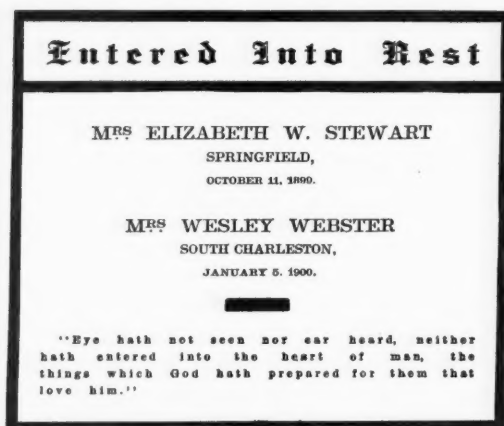 Entered Into Rest
MRS ELIZABETH W. STEWART
SPRINGFIELD,
OCTOBER 11, 1899.
MRS WESLEY WEBSTER
SOUTH CHARLESTON,
JANUARY 5. 1900.
"Eye hath not seen nor ear heard, neither
hath entered into the heart of man, the
things which God hath prepared for them that
love him."